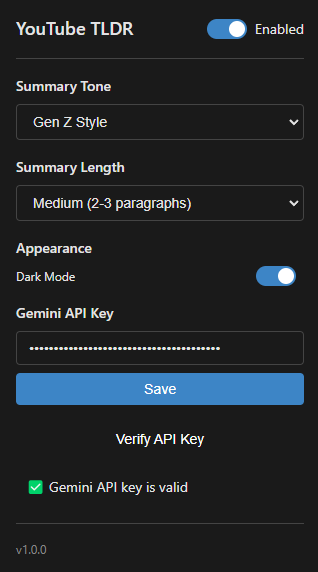 YouTube TLDR
Enabled
Summary Tone
Gen Z Style
Summary Length
Medium (2-3 paragraphs)
Appearance
Dark Mode
Gemini API Key
•••••••••••••••••••••••••••••••••••••••
Save
Verify API Key
✅ Gemini API key is valid
v1.0.0